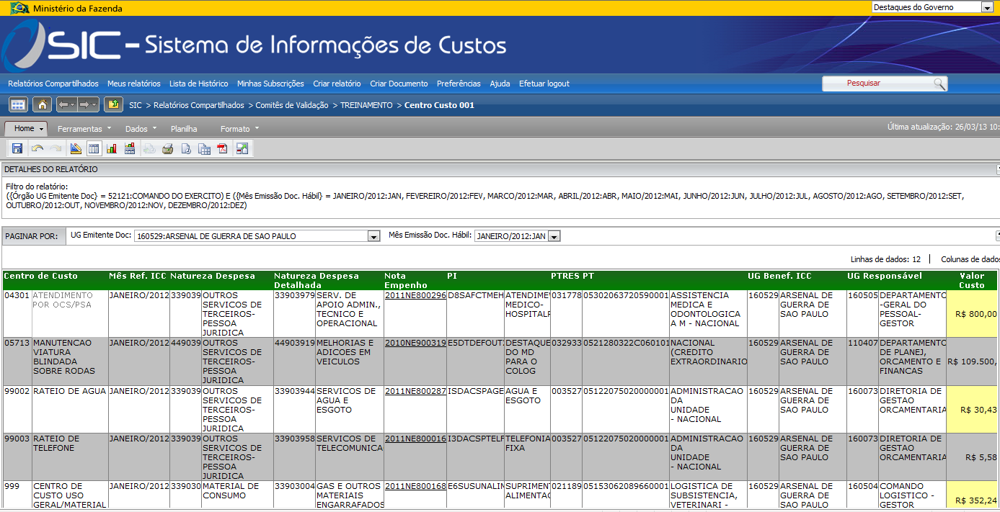 Ministério da Fazenda
Destaques do Governo
SIC - Sistema de Informações de Custos
Relatórios Compartilhados Meus relatórios Lista de Histórico Minhas Subscrições Criar relatório Criar Documento Preferências Ajuda Efetuar logout
Pesquisar
SIC > Relatórios Compartilhados > Comitês de Validação > TREINAMENTO > Centro Custo 001
Home Ferramentas Dados Planilha Formato
Última atualização: 26/03/13 10:
DETALHES DO RELATÓRIO
Filtro do relatório:
({Órgão UG Emitente Doc} = 52121:COMANDO DO EXERCITO) E ({Mês Emissão Doc. Hábil} = JANEIRO/2012:JAN, FEVEREIRO/2012:FEV, MARCO/2012:MAR, ABRIL/2012:ABR, MAIO/2012:MAI, JUNHO/2012:JUN, JULHO/2012:JUL, AGOSTO/2012:AGO, SETEMBRO/2012:SET,
OUTUBRO/2012:OUT, NOVEMBRO/2012:NOV, DEZEMBRO/2012:DEZ)
PAGINAR POR: UG Emitente Doc: 160529:ARSENAL DE GUERRA DE SAO PAULO Mês Emissão Doc. Hábil: JANEIRO/2012:JAN
Linhas de dados: 12 | Colunas de dados
Centro de Custo Mês Ref. ICC Natureza Despesa Natureza Despesa Nota PI PTRES PT UG Benef. ICC UG Responsável Valor
Detalhada Empenho Custo
04301 ATENDIMENTO JANEIRO/2012 339039 OUTROS 33903979 SERV. DE 2011NE800296 D8SAFCTMEH ATENDIME 031778 05302063720590001 ASSISTENCIA 160529 ARSENAL DE 160505 DEPARTAMENTO
POR OCS/PSA SERVICOS DE APOIO ADMIN., MEDICO- MEDICA E GUERRA DE -GERAL DO
TERCEIROS- TECNICO E HOSPITALF ODONTOLOGICA SAO PAULO PESSOAL- R$ 800,00
PESSOA OPERACIONAL A M - NACIONAL GESTOR
JURIDICA
05713 MANUTENCAO JANEIRO/2012 449039 OUTROS 44903919 MELHORIAS E 2010NE900319 E5DTDEFOUT DESTAQUE 032933 0521280322C060101 NACIONAL 160529 ARSENAL DE 110407 DEPARTAMENTO
VIATURA SERVICOS DE ADICOES EM DO MD (CREDITO GUERRA DE DE PLANEJ,
BLINDADA TERCEIROS- VEICULOS PARA O EXTRAORDINARIO SAO PAULO ORCAMENTO E R$ 109.500,
SOBRE RODAS PESSOA COLOG FINANCAS
JURIDICA
99002 RATEIO DE AGUA JANEIRO/2012 339039 OUTROS 33903944 SERVICOS DE 2011NE800287 ISDACSPAGE AGUA E 003527 05122075020000001 ADMINISTRACAO 160529 ARSENAL DE 160073 DIRETORIA DE
SERVICOS DE AGUA E ESGOTO DA GUERRA DE GESTAO
TERCEIROS- ESGOTO UNIDADE SAO PAULO ORCAMENTARIA R$ 30,43
PESSOA - NACIONAL
JURIDICA
99003 RATEIO DE JANEIRO/2012 339039 OUTROS 33903958 SERVICOS DE 2011NE800016 I3DACSPTELF TELEFONIA 003527 05122075020000001 ADMINISTRACAO 160529 ARSENAL DE 160073 DIRETORIA DE
TELEFONE SERVICOS DE TELECOMUNICA FIXA DA GUERRA DE GESTAO
TERCEIROS- UNIDADE SAO PAULO ORCAMENTARIA R$ 5,58
PESSOA - NACIONAL
JURIDICA
999 CENTRO DE JANEIRO/2012 339030 MATERIAL DE 33903004 GAS E OUTROS 2011NE800168 E6SUSUNALIN SUPRIMENT 021189 05153062089660001 LOGISTICA DE 160529 ARSENAL DE 160504 COMANDO
CUSTO USO CONSUMO MATERIAIS ALIMENTAC SUBSISTENCIA, GUERRA DE LOGISTICO -
GERAL/MATERIAL ENGARRAFADOS VETERINARI - SAO PAULO GESTOR R$ 352,24